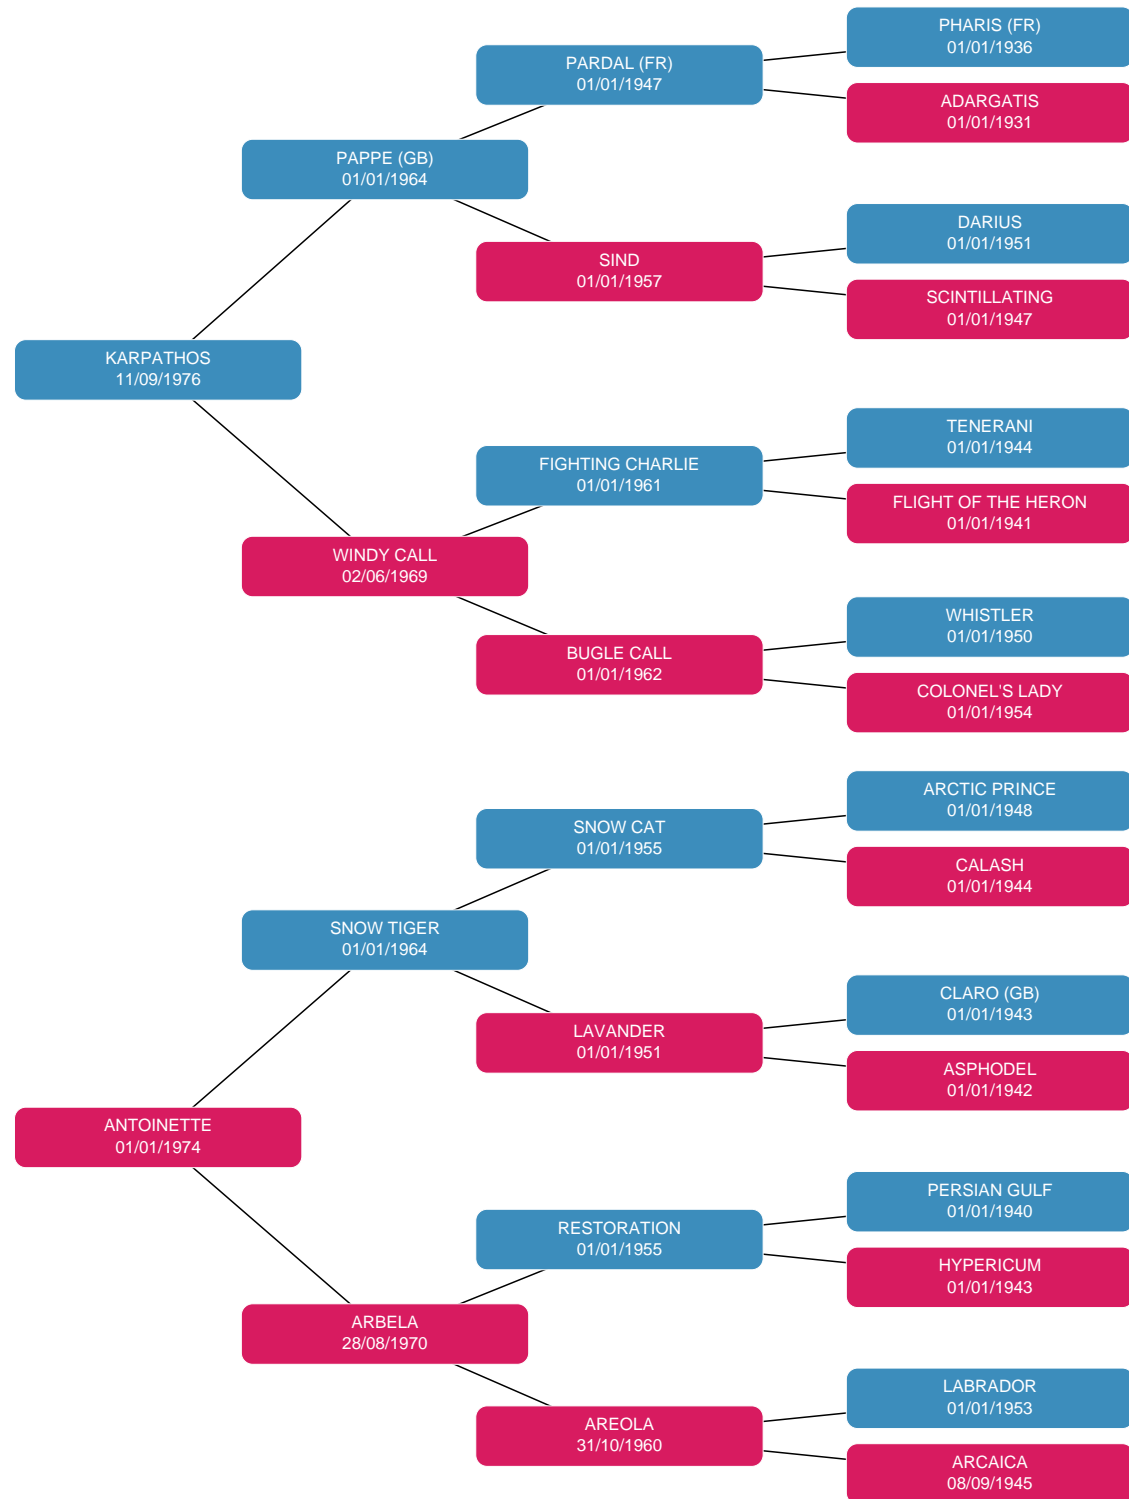 PHARIS (FR)
01/01/1936
PARDAL (FR)
01/01/1947
ADARGATIS
01/01/1931
PAPPE (GB)
01/01/1964
DARIUS
01/01/1951
SIND
01/01/1957
SCINTILLATING
01/01/1947
KARPATHOS
11/09/1976
TENERANI
01/01/1944
FIGHTING CHARLIE
01/01/1961
FLIGHT OF THE HERON
01/01/1941
WINDY CALL
02/06/1969
WHISTLER
01/01/1950
BUGLE CALL
01/01/1962
COLONEL'S LADY
01/01/1954
ARCTIC PRINCE
01/01/1948
SNOW CAT
01/01/1955
CALASH
01/01/1944
SNOW TIGER
01/01/1964
CLARO (GB)
01/01/1943
LAVANDER
01/01/1951
ASPHODEL
01/01/1942
ANTOINETTE
01/01/1974
PERSIAN GULF
01/01/1940
RESTORATION
01/01/1955
HYPERICUM
01/01/1943
ARBELA
28/08/1970
LABRADOR
01/01/1953
AREOLA
31/10/1960
ARCAICA
08/09/1945